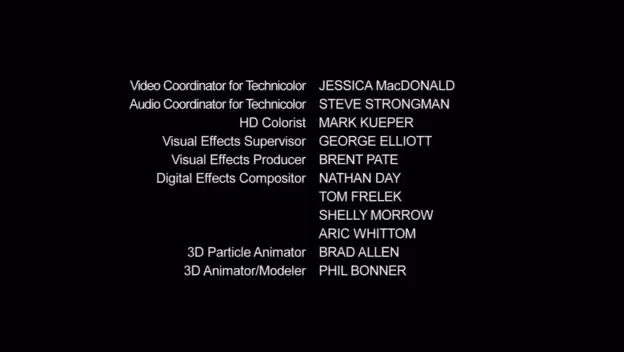 Video Coordinator for Technicolor JESSICA MacDONALD
Audio Coordinator for Technicolor STEVE STRONGMAN
HD Colorist MARK KUEPER
Visual Effects Supervisor GEORGE ELLIOTT
Visual Effects Producer BRENT PATE
Digital Effects Compositor NATHAN DAY
TOM FRELEK
SHELLY MORROW
ARIC WHITTOM
3D Particle Animator BRAD ALLEN
3D Animator/Modeler PHIL BONNER